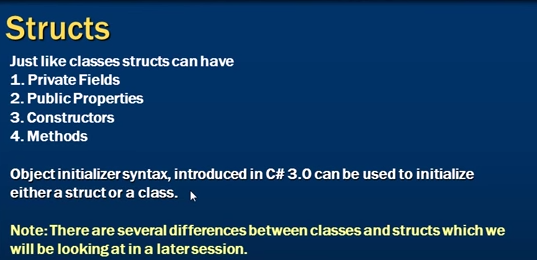 Structs
Just like classes structs can have
1. Private Fields
2. Public Properties
3. Constructors
4. Methods
Object initializer syntax, introduced in C# 3.0 can be used to initialize
either a struct or a class.
Note: There are several differences between classes and structs which we
will be looking at in a later session.